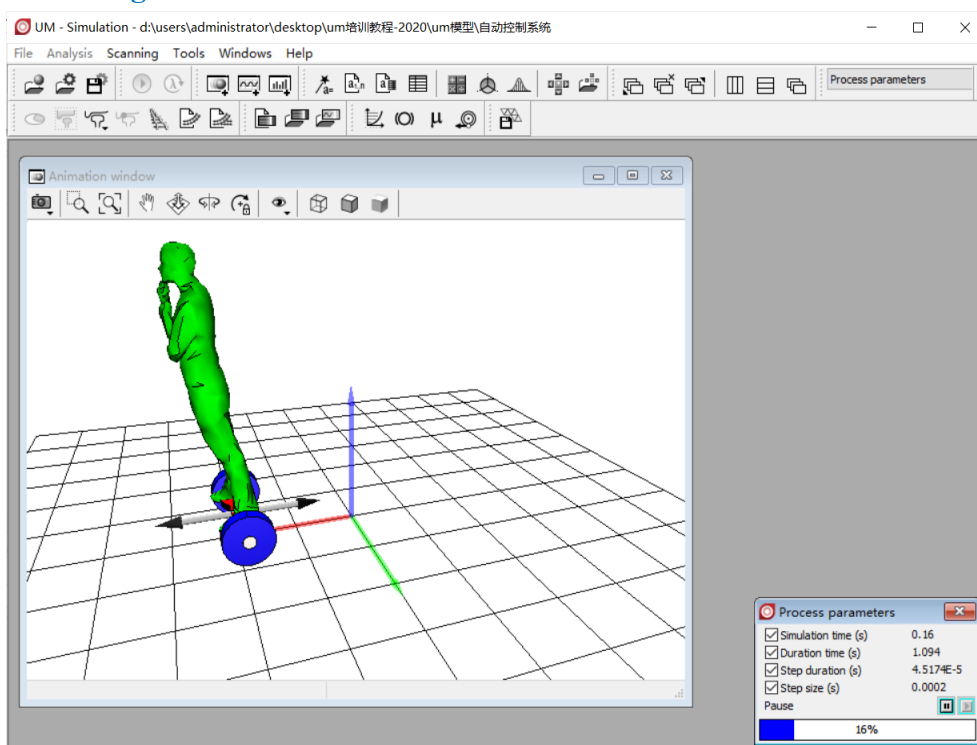 UM - Simulation - d:\users\administrator\desktop\um培训教程-2020\um模型\自动控制系统
File Analysis Scanning Tools Windows Help
Process parameters
Animation window
Process parameters
Simulation time (s) 0.16
Duration time (s) 1.094
Step duration (s) 4.5174E-5
Step size (s) 0.0002
Pause
16%